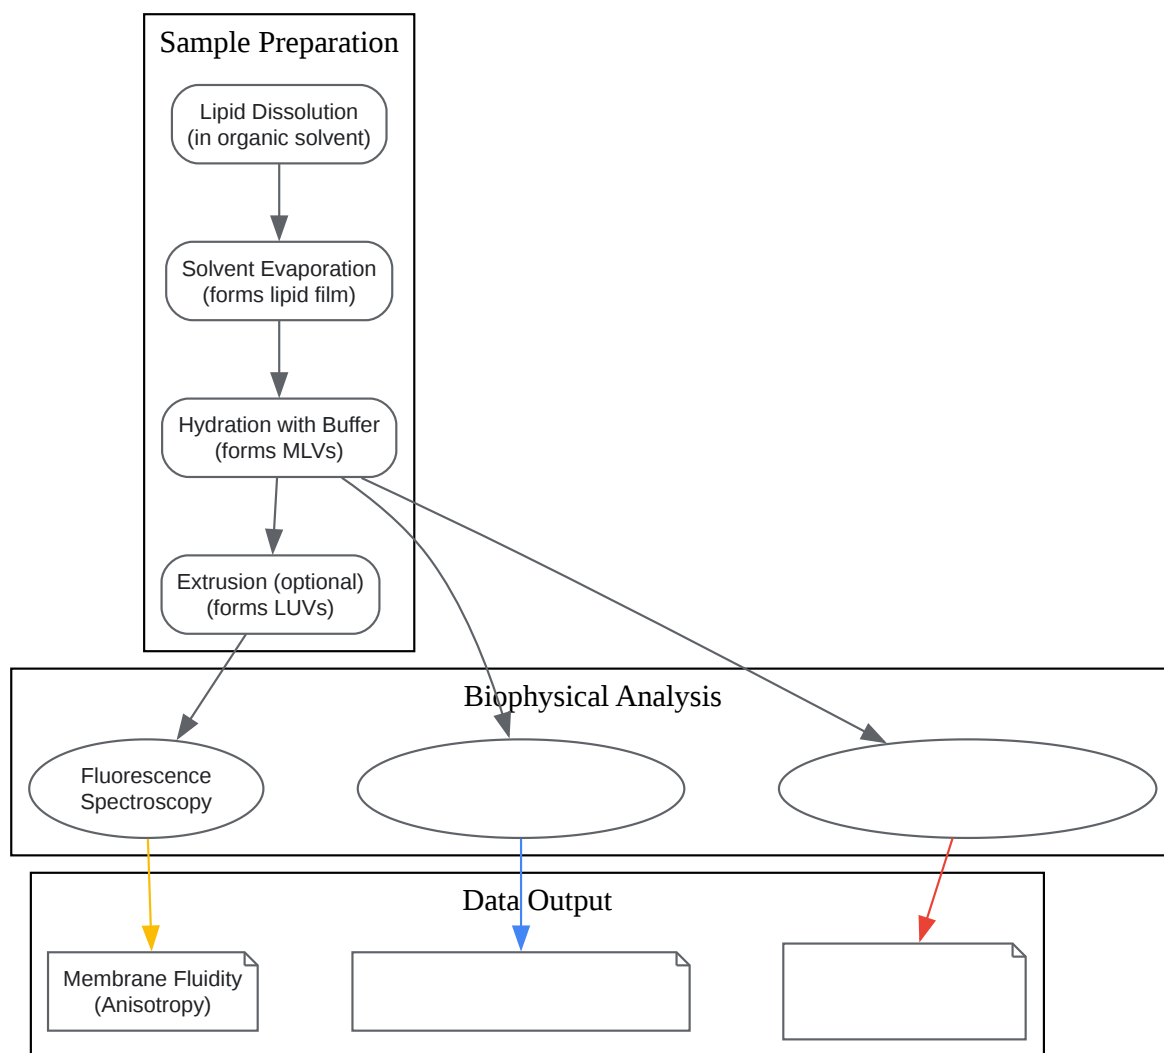 Sample Preparation
Lipid Dissolution
(in organic solvent)
Solvent Evaporation
(forms lipid film)
Hydration with Buffer
(forms MLVs)
Extrusion (optional)
(forms LUVs)
Biophysical Analysis
Fluorescence
Spectroscopy
Data Output
Membrane Fluidity
(Anisotropy)